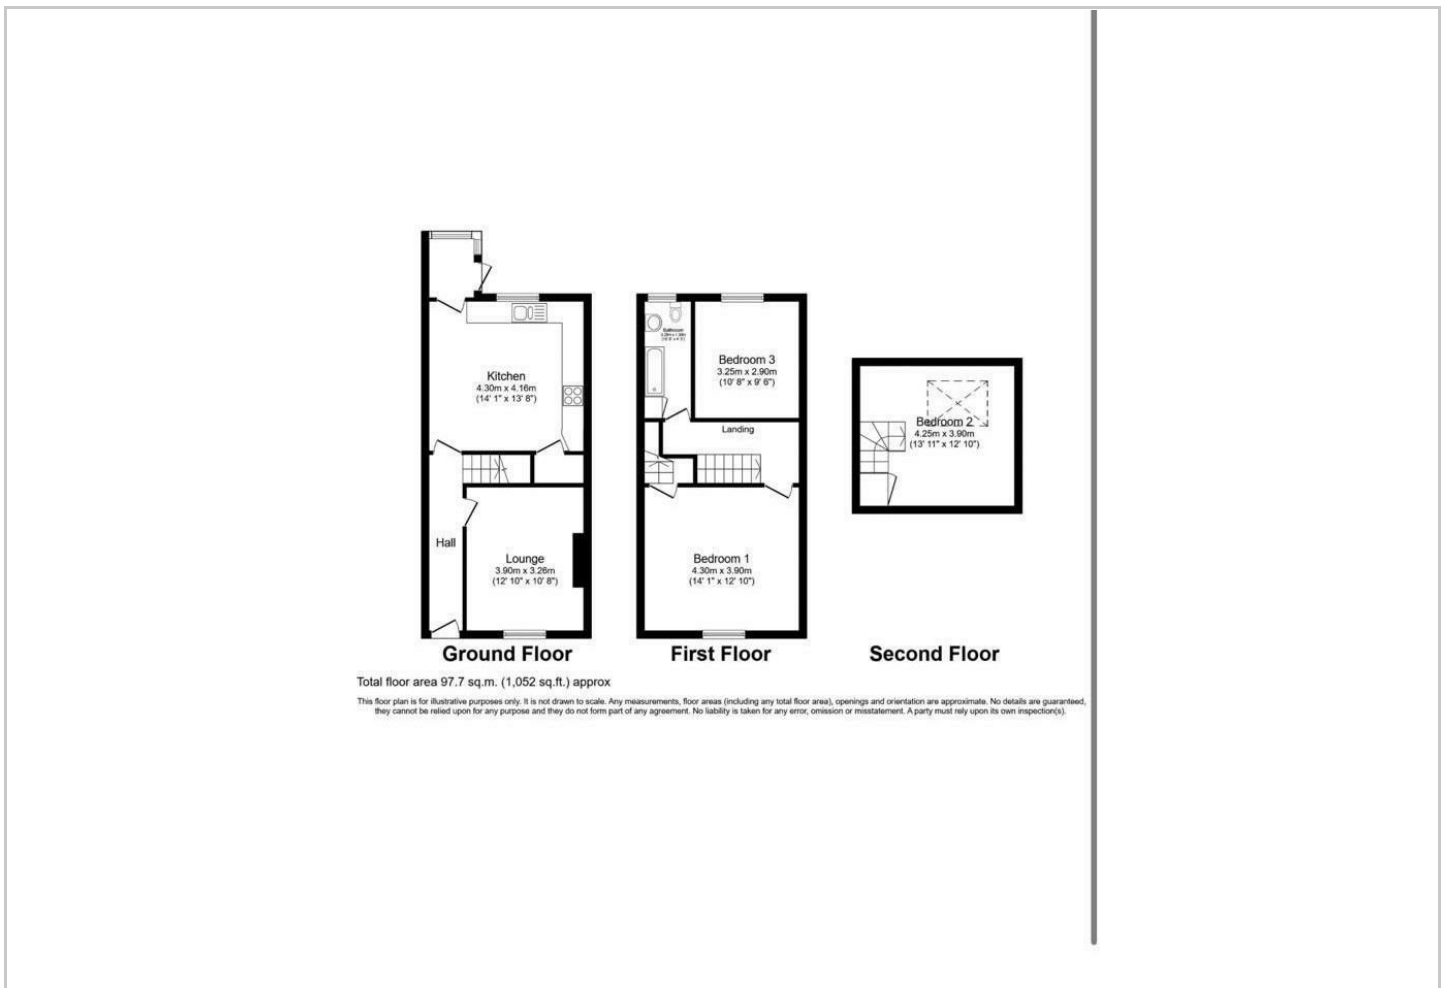 Kitchen
4.30m x 4.16m
(14' 1" x 13' 8")
Hall
Lounge
3.90m x 3.26m
(12' 10" x 10' 8")
Ground Floor
Bathroom
Bedroom 3
3.25m x 2.90m
(10' 8" x 9' 6")
Landing
Bedroom 1
4.30m x 3.90m
(14' 1" x 12' 10")
First Floor
Bedroom 2
4.25m x 3.90m
(13' 11" x 12' 10")
Second Floor
Total floor area 97.7 sq.m. (1,052 sq.ft.) approx
This floor plan is for illustrative purposes only. It is not drawn to scale. Any measurements, floor areas (including any total floor area), openings and orientation are approximate. No details are guaranteed,
they cannot be relied upon for any purpose and they do not form part of any agreement. No liability is taken for any error, omission or misstatement. A party must rely upon its own inspection(s).